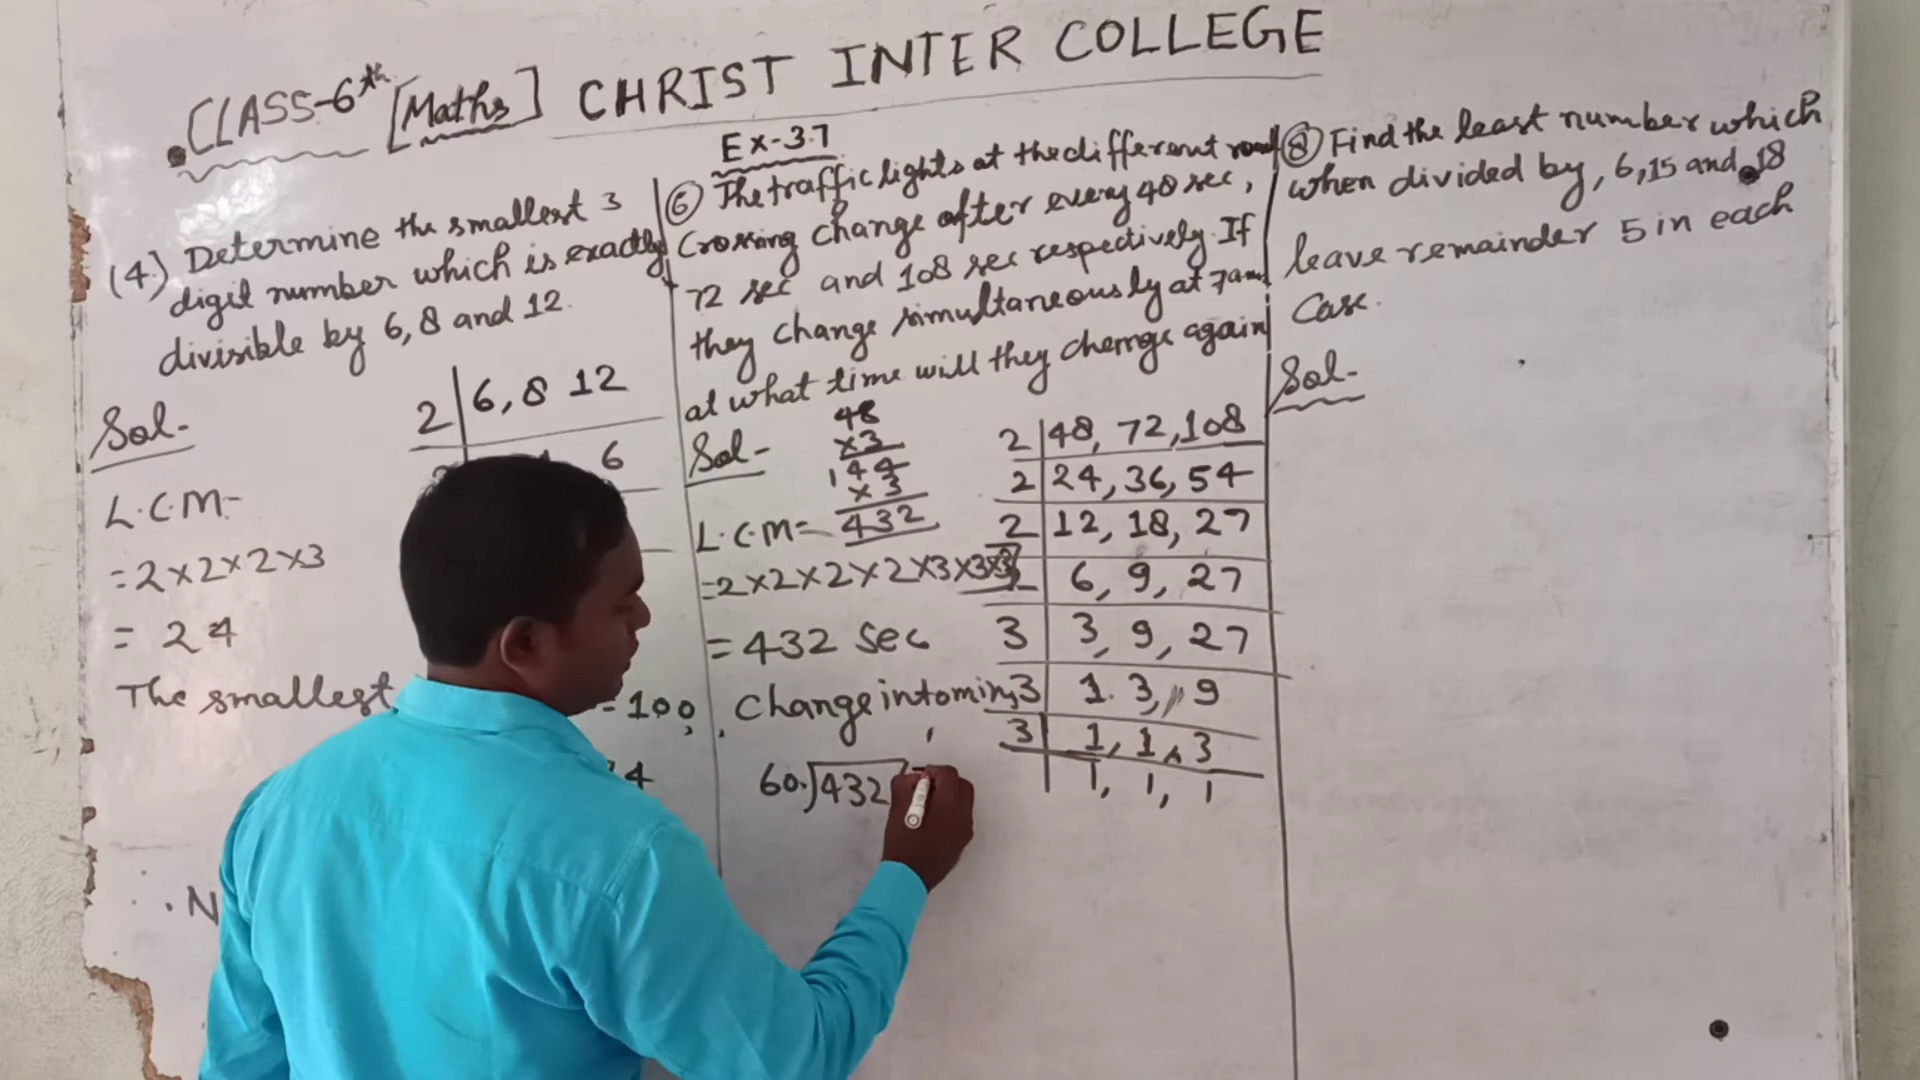 CLASS-6th [Maths] CHRIST INTER COLLEGE
Ex-3.7
(4.) Determine the smallest 3
digit number which is exactly
divisible by 6, 8 and 12.
Sol-
2 | 6, 8 12
6
L.C.M-
=2×2×2×3
= 24
The smallest
=100
4
.N
⑥ The traffic lights at the different road
Crossing change after every 48 sec,
72 sec and 108 sec respectively. If
they change simultaneously at 7am
at what time will they change again
Sol-
48
×3
144
×3
432
L.C.M=
=2×2×2×2×3×3×3
=432 sec
Change into min,
60.)432(7
2 | 48, 72, 108
2 | 24, 36, 54
2 | 12, 18, 27
2 | 6, 9, 27
3 | 3, 9, 27
3 | 1. 3, 9
3 | 1, 1, 3
| 1, 1, 1
⑧ Find the least number which
when divided by, 6, 15 and 18
leave remainder 5 in each
Case.
Sol-